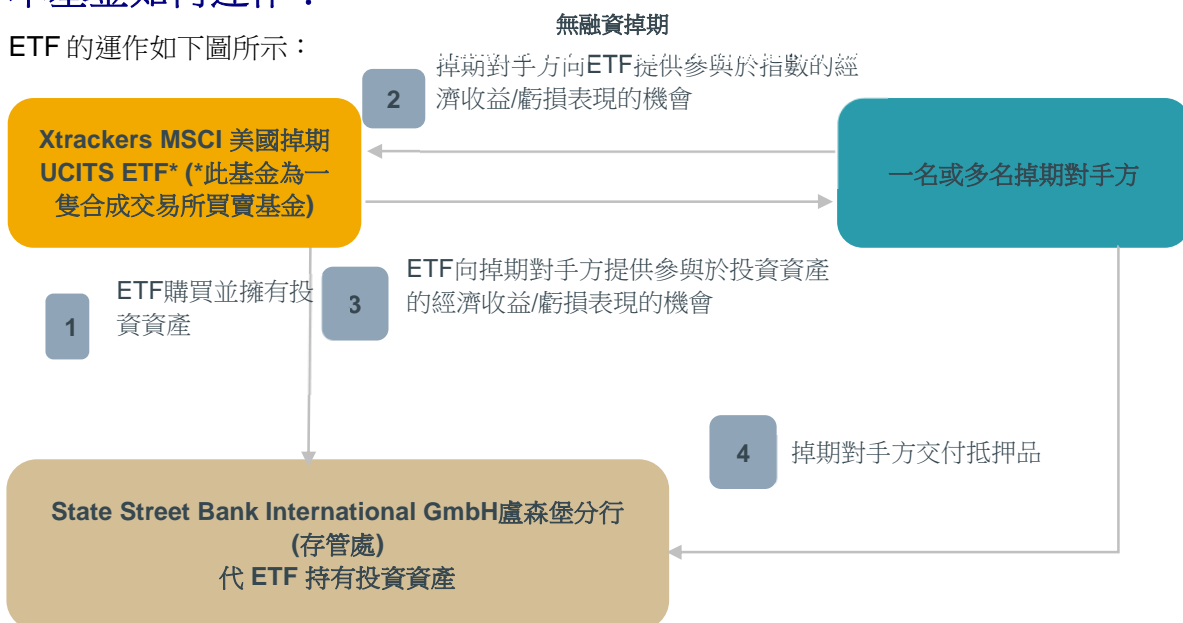 本基金如何運作？
ETF 的運作如下圖所示：
無融資掉期
2
掉期對手方向ETF提供參與於指數的經
濟收益/虧損表現的機會
Xtrackers MSCI 美國掉期
UCITS ETF* (*此基金為一
隻合成交易所買賣基金)
一名或多名掉期對手方
1
ETF購買並擁有投
資資產
3
ETF向掉期對手方提供參與於投資資產
的經濟收益/虧損表現的機會
4
掉期對手方交付抵押品
State Street Bank International GmbH盧森堡分行
(存管處)
代 ETF 持有投資資產